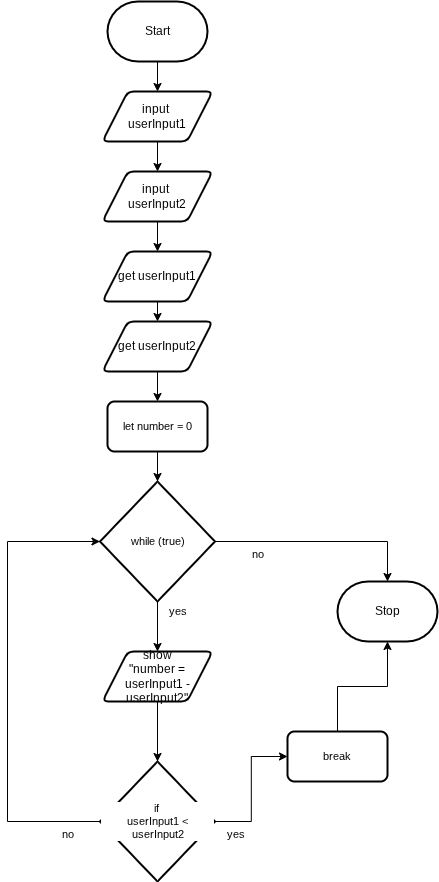 Start
input
userInput1
input
userInput2
get userInput1
get userInput2
let number = 0
while (true)
no
yes
Stop
show
"number =
userInput1 -
userInput2"
break
if
userInput1 <
userInput2
no
yes